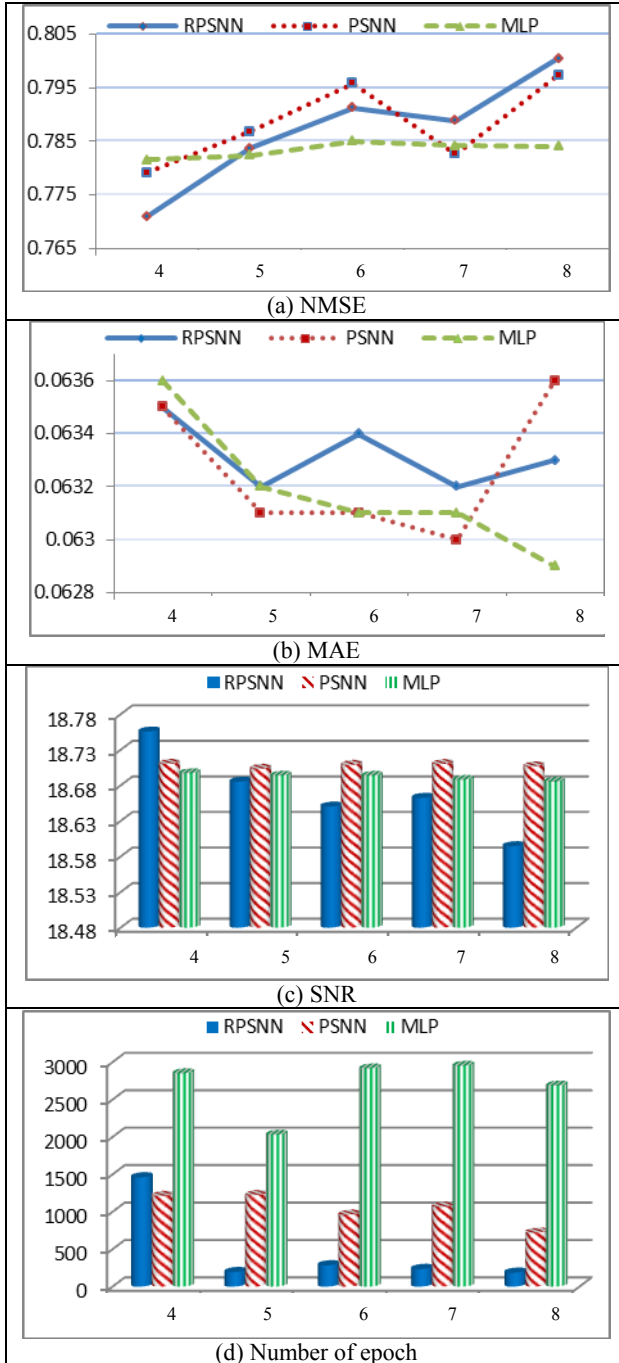 RPSNN PSNN MLP
0.805
0.795
0.785
0.775
0.765
4 5 6 7 8
(a) NMSE
RPSNN PSNN MLP
0.0636
0.0634
0.0632
0.063
0.0628
4 5 6 7 8
(b) MAE
RPSNN PSNN MLP
18.78
18.73
18.68
18.63
18.58
18.53
18.48
4 5 6 7 8
(c) SNR
RPSNN PSNN MLP
3000
2500
2000
1500
1000
500
0
4 5 6 7 8
(d) Number of epoch